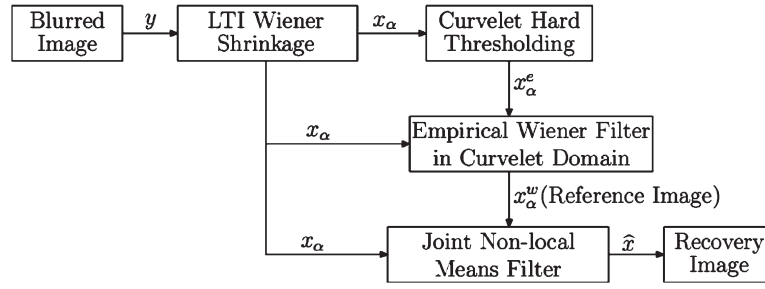 Blurred Image
y
LTI Wiener Shrinkage
x_α
Curvelet Hard Thresholding
x_α^e
x_α
Empirical Wiener Filter in Curvelet Domain
x_α^w(Reference Image)
x_α
Joint Non-local Means Filter
x̂
Recovery Image